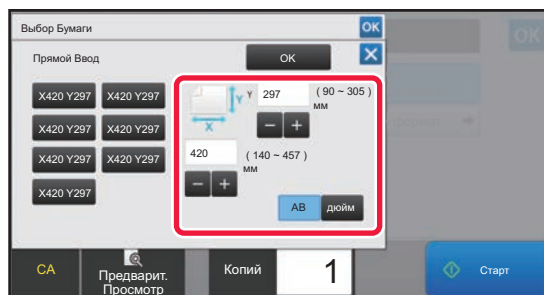 Выбор Бумаги
OK
OK
Прямой Ввод
OK
X420 Y297
X420 Y297
X420 Y297
X420 Y297
X420 Y297
X420 Y297
X420 Y297
Y
Y
297
( 90 ~ 305 )
мм
X
420
( 140 ~ 457 )
мм
AB
дюйм
CA
Предварит.
Просмотр
Копий
1
Старт